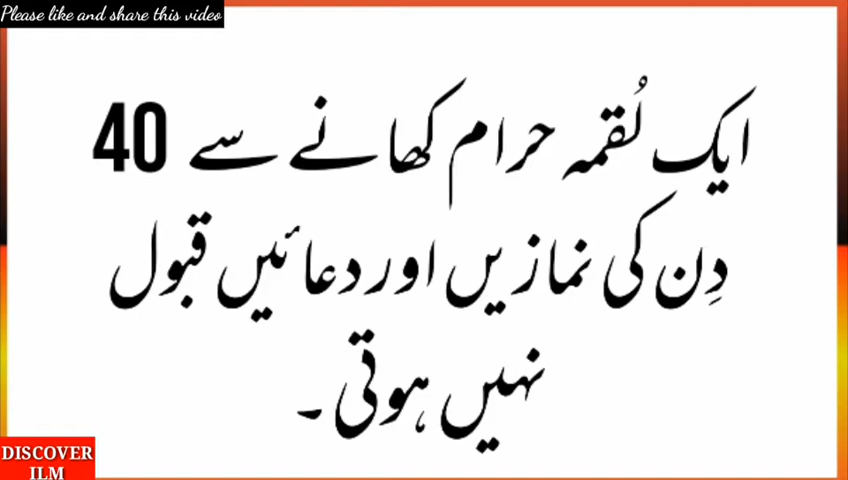 Please like and share this video
ایک لُقمہ حرام کھانے سے 40
دِن کی نمازیں اور دعائیں قبول
نہیں ہوتی۔
DISCOVER
ILM